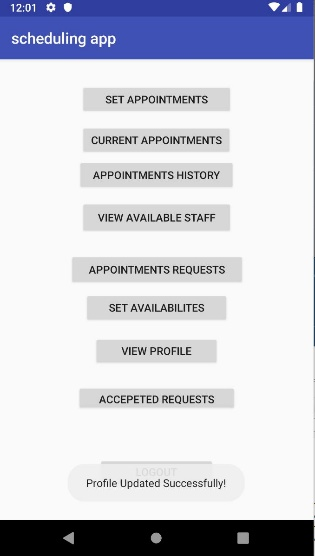 12:01
scheduling app
SET APPOINTMENTS
CURRENT APPOINTMENTS
APPOINTMENTS HISTORY
VIEW AVAILABLE STAFF
APPOINTMENTS REQUESTS
SET AVAILABILITES
VIEW PROFILE
ACCEPETED REQUESTS
LOGOUT
Profile Updated Successfully!